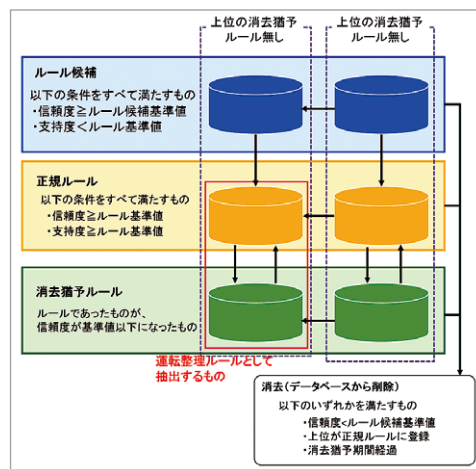 上位の消去猶予
ルール無し
上位の消去猶予
ルール無し
ルール候補
以下の条件をすべて満たすもの
・信頼度≧ルール候補基準値
・支持度<ルール基準値
正規ルール
以下の条件をすべて満たすもの
・信頼度≧ルール基準値
・支持度≧ルール基準値
消去猶予ルール
ルールであったものが、
信頼度が基準値以下になったもの
運転整理ルールとして
抽出するもの
消去(データベースから削除)
以下のいずれかを満たすもの
・信頼度<ルール候補基準値
・上位が正規ルールに登録
・消去猶予期間経過